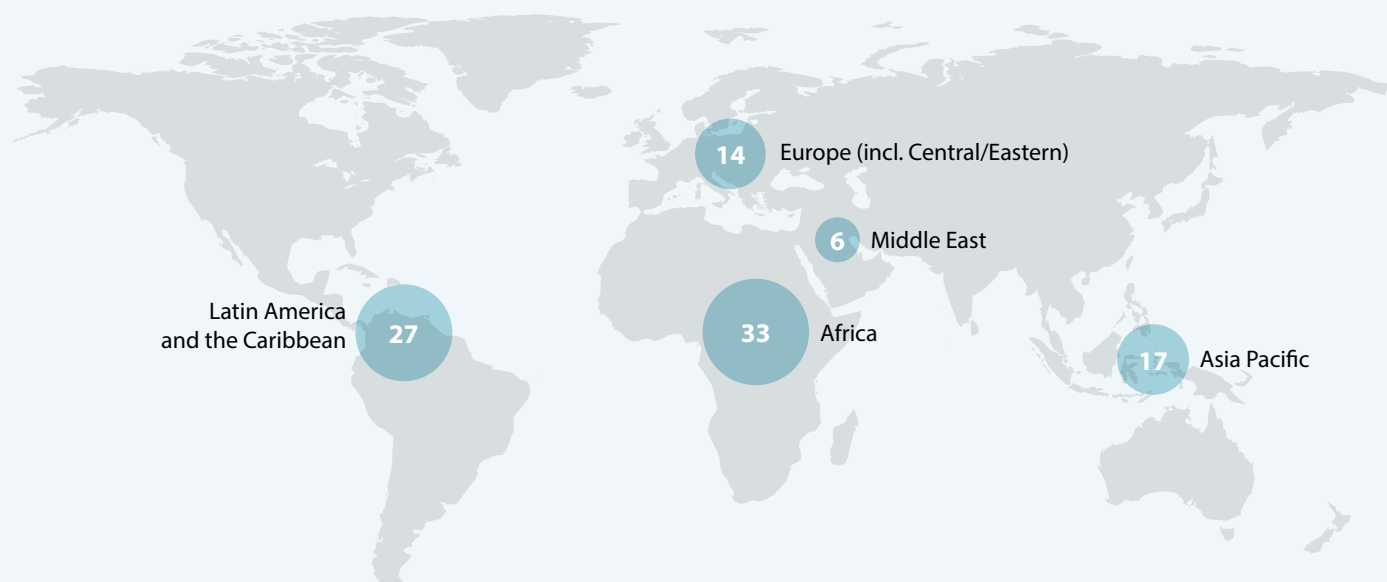 14
Europe (incl. Central/Eastern)
6
Middle East
Latin America
and the Caribbean
27
33
Africa
17
Asia Pacific